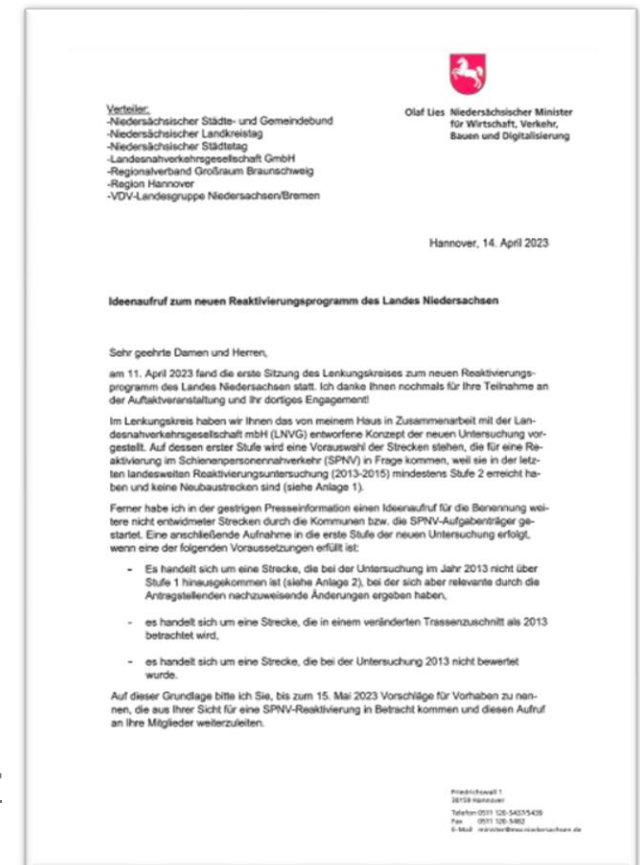 Verteiler:
-Niedersächsischer Städte- und Gemeindebund
-Niedersächsischer Landkreistag
-Niedersächsischer Städtetag
-Landesnahverkehrsgesellschaft GmbH
-Regionalverband Großraum Braunschweig
-Region Hannover
-VDV-Landesgruppe Niedersachsen/Bremen
Olaf Lies Niedersächsischer Minister
für Wirtschaft, Verkehr,
Bauen und Digitalisierung
Hannover, 14. April 2023
Ideenaufruf zum neuen Reaktivierungsprogramm des Landes Niedersachsen
Sehr geehrte Damen und Herren,
am 11. April 2023 fand die erste Sitzung des Lenkungskreises zum neuen Reaktivierungs-
programm des Landes Niedersachsen statt. Ich danke Ihnen nochmals für Ihre Teilnahme an
der Auftaktveranstaltung und Ihr dortiges Engagement!
Im Lenkungskreis haben wir Ihnen das von meinem Haus in Zusammenarbeit mit der Lan-
desnahverkehrsgesellschaft mbH (LNVG) entworfene Konzept der neuen Untersuchung vor-
gestellt. Auf dessen erster Stufe wird eine Vorauswahl der Strecken stehen, die für eine Re-
aktivierung im Schienenpersonennahverkehr (SPNV) in Frage kommen, weil sie in der letz-
ten landesweiten Reaktivierungsuntersuchung (2013-2015) mindestens Stufe 2 erreicht ha-
ben und keine Neubaustrecken sind (siehe Anlage 1).
Ferner habe ich in der gestrigen Presseinformation einen Ideenaufruf für die Benennung wei-
tere nicht entwidmeter Strecken durch die Kommunen bzw. die SPNV-Aufgabenträger ge-
startet. Eine anschließende Aufnahme in die erste Stufe der neuen Untersuchung erfolgt,
wenn eine der folgenden Voraussetzungen erfüllt ist:
- Es handelt sich um eine Strecke, die bei der Untersuchung im Jahr 2013 nicht über
Stufe 1 hinausgekommen ist (siehe Anlage 2), bei der sich aber relevante durch die
Antragstellenden nachzuweisende Änderungen ergeben haben,
- es handelt sich um eine Strecke, die in einem veränderten Trassenzuschnitt als 2013
betrachtet wird,
- es handelt sich um eine Strecke, die bei der Untersuchung 2013 nicht bewertet
wurde.
Auf dieser Grundlage bitte ich Sie, bis zum 15. Mai 2023 Vorschläge für Vorhaben zu nen-
nen, die aus Ihrer Sicht für eine SPNV-Reaktivierung in Betracht kommen und diesen Aufruf
an Ihre Mitglieder weiterzuleiten.
Friedrichswall 1
30159 Hannover
Telefon 0511 120-5437/5439
Fax 0511 120-5482
E-Mail minister@mw.niedersachsen.de